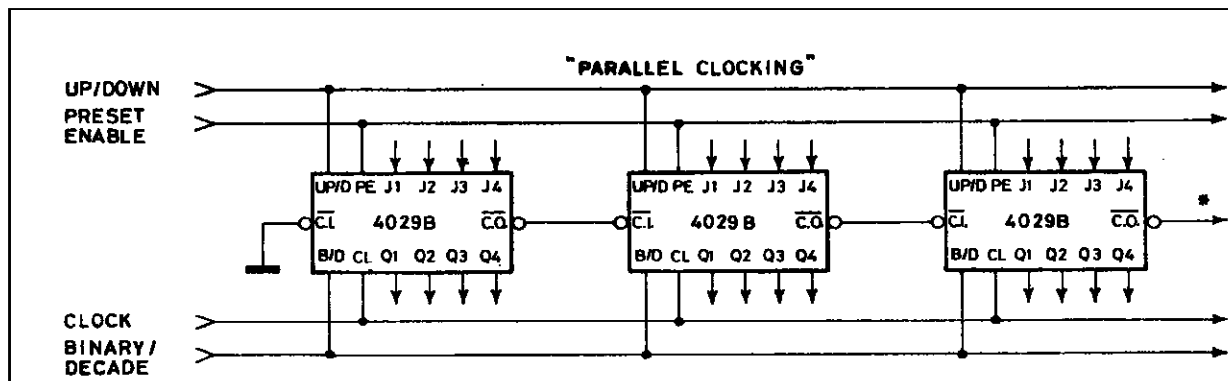 "PARALLEL CLOCKING"
UP/DOWN
PRESET
ENABLE
UP/D PE J1 J2 J3 J4
C.I. 4029B C.O.
B/D CL Q1 Q2 Q3 Q4
UP/D PE J1 J2 J3 J4
C.I. 4029B C.O.
B/D CL Q1 Q2 Q3 Q4
UP/D PE J1 J2 J3 J4
C.I. 4029B C.O.
B/D CL Q1 Q2 Q3 Q4
*
CLOCK
BINARY/
DECADE